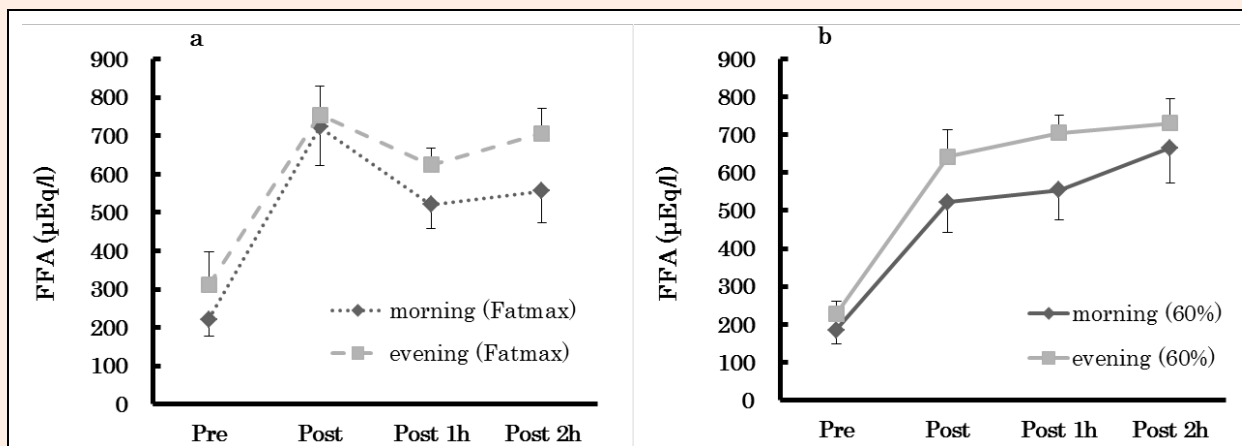 a
900
800
700
600
500
400
300
200
100
0
FFA (µEq/l)
morning (Fatmax)
evening (Fatmax)
Pre Post Post 1h Post 2h
b
900
800
700
600
500
400
300
200
100
0
FFA (µEq/l)
morning (60%)
evening (60%)
Pre Post Post 1h Post 2h